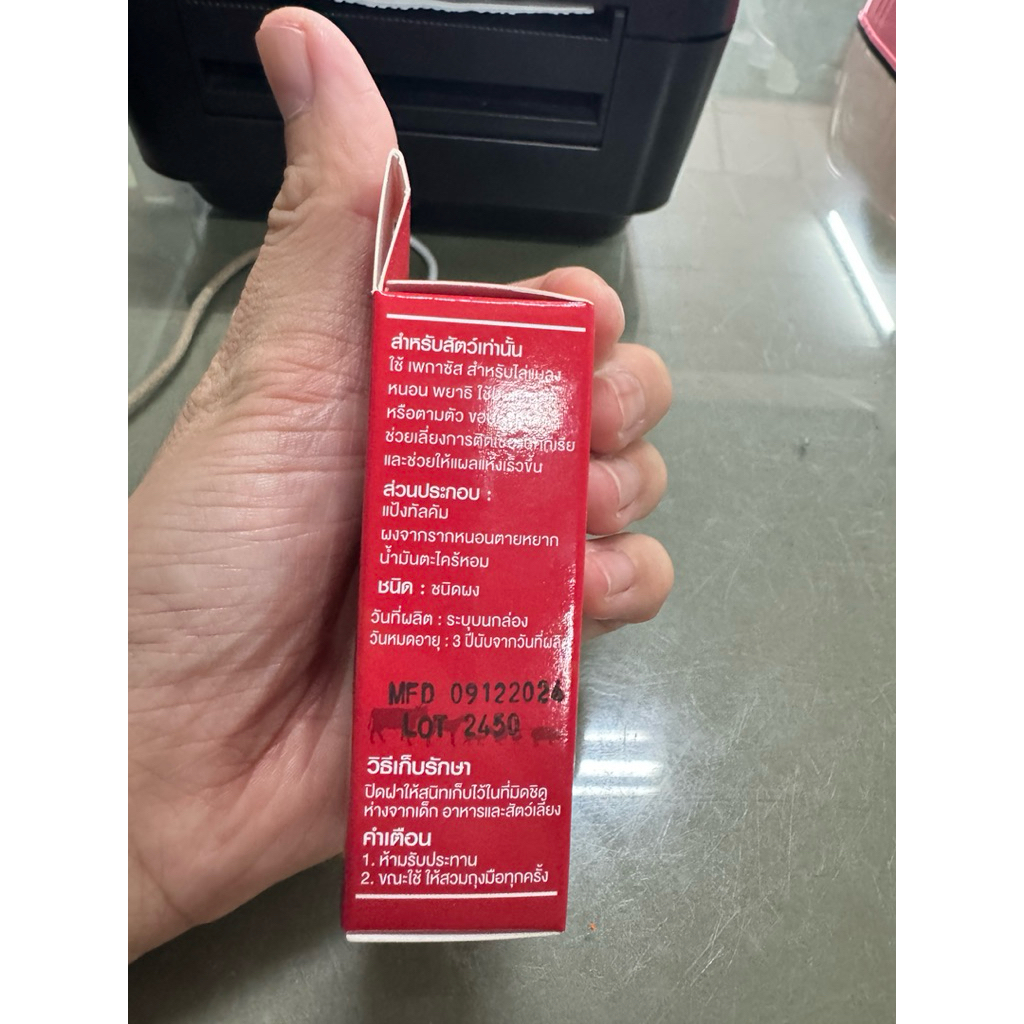 สำหรับสัตว์เท่านั้น
ใช้ เพกาซัส สำหรับไล่แมลง
หนอน พยาธิ
หรือตามตัว
ช่วยเลี่ยงการติดเชื้อแบคทีเรีย
และช่วยให้แผลแห้งเร็วขึ้น
ส่วนประกอบ :
แป้งทัลคัม
ผงจากรากหนอนตายหยาก
น้ำมันตะไคร้หอม
ชนิด : ชนิดผง
วันที่ผลิต : ระบุบนกล่อง
วันหมดอายุ : 3 ปีนับจากวันที่ผลิต
MFD 09122024
LOT 2450
วิธีเก็บรักษา
ปิดฝาให้สนิทเก็บไว้ในที่มิดชิด
ห่างจากเด็ก อาหารและสัตว์เลี้ยง
คำเตือน
1. ห้ามรับประทาน
2. ขณะใช้ ให้สวมถุงมือทุกครั้ง